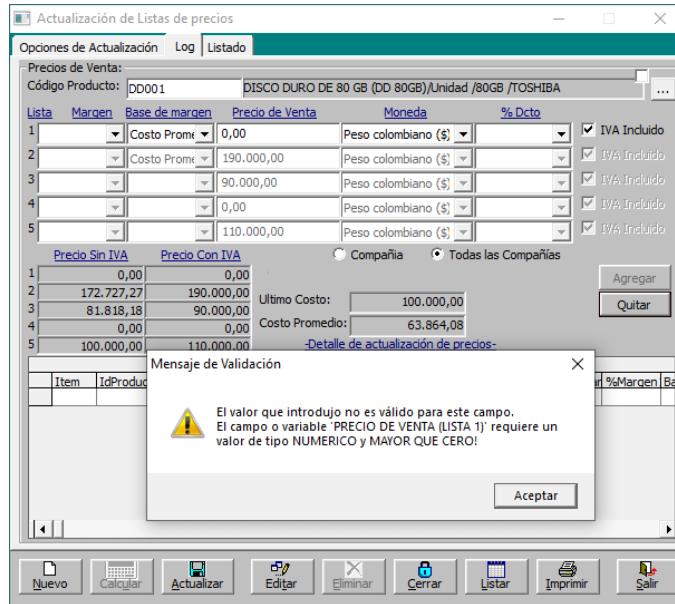 Actualización de Listas de precios
Opciones de Actualización Log Listado
Precios de Venta:
Código Producto: DD001 DISCO DURO DE 80 GB (DD 80GB)/Unidad /80GB /TOSHIBA ...
Lista Margen Base de margen Precio de Venta Moneda % Dcto
1 Costo Prome 0,00 Peso colombiano ($) IVA Incluido
2 Costo Prome 190.000,00 Peso colombiano ($) IVA Incluido
3 90.000,00 Peso colombiano ($) IVA Incluido
4 0,00 Peso colombiano ($) IVA Incluido
5 110.000,00 Peso colombiano ($) IVA Incluido
Precio Sin IVA Precio Con IVA Compañia Todas las Compañías
1 0,00 0,00 Agregar
2 172.727,27 190.000,00 Ultimo Costo: 100.000,00 Quitar
3 81.818,18 90.000,00
4 0,00 0,00 Costo Promedio: 63.864,08
5 100.000,00 110.000,00 -Detalle de actualización de precios-
Item IdProduc %Margen Ba
Mensaje de Validación
El valor que introdujo no es válido para este campo.
El campo o variable 'PRECIO DE VENTA (LISTA 1)' requiere un
valor de tipo NUMERICO y MAYOR QUE CERO!
Aceptar
Nuevo Calcular Actualizar Editar Eliminar Cerrar Listar Imprimir Salir